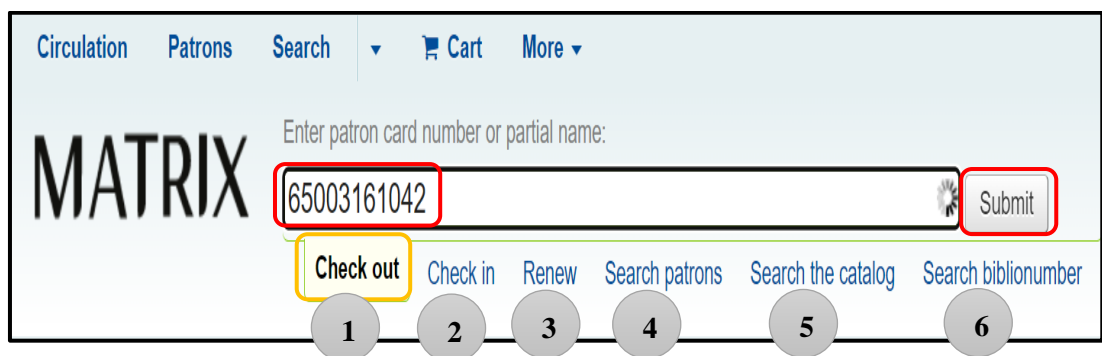 Circulation Patrons Search Cart More
Enter patron card number or partial name:
MATRIX
65003161042 Submit
Check out Check in Renew Search patrons Search the catalog Search biblionumber
1 2 3 4 5 6